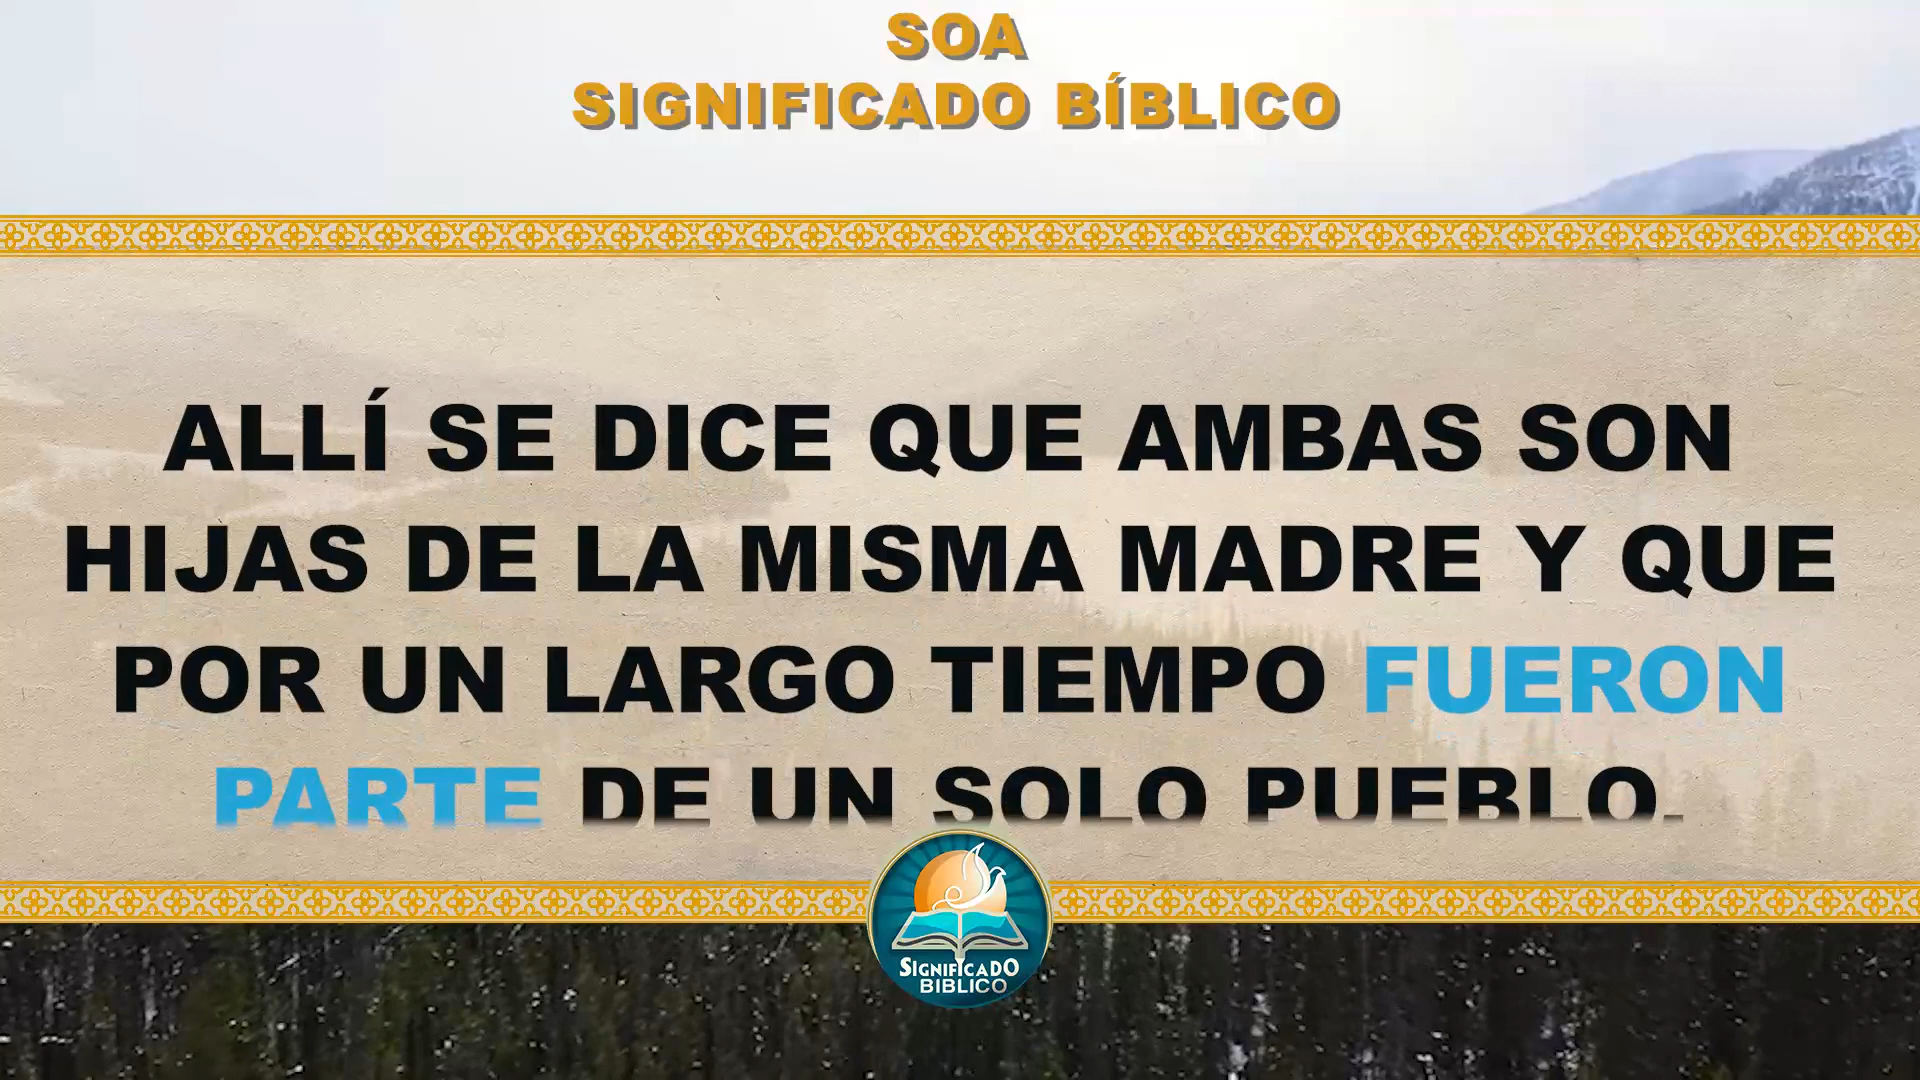 SOA
SIGNIFICADO BÍBLICO
ALLÍ SE DICE QUE AMBAS SON
HIJAS DE LA MISMA MADRE Y QUE
POR UN LARGO TIEMPO FUERON
PARTE DE UN SOLO PUEBLO.
SIGNIFICADO
BIBLICO